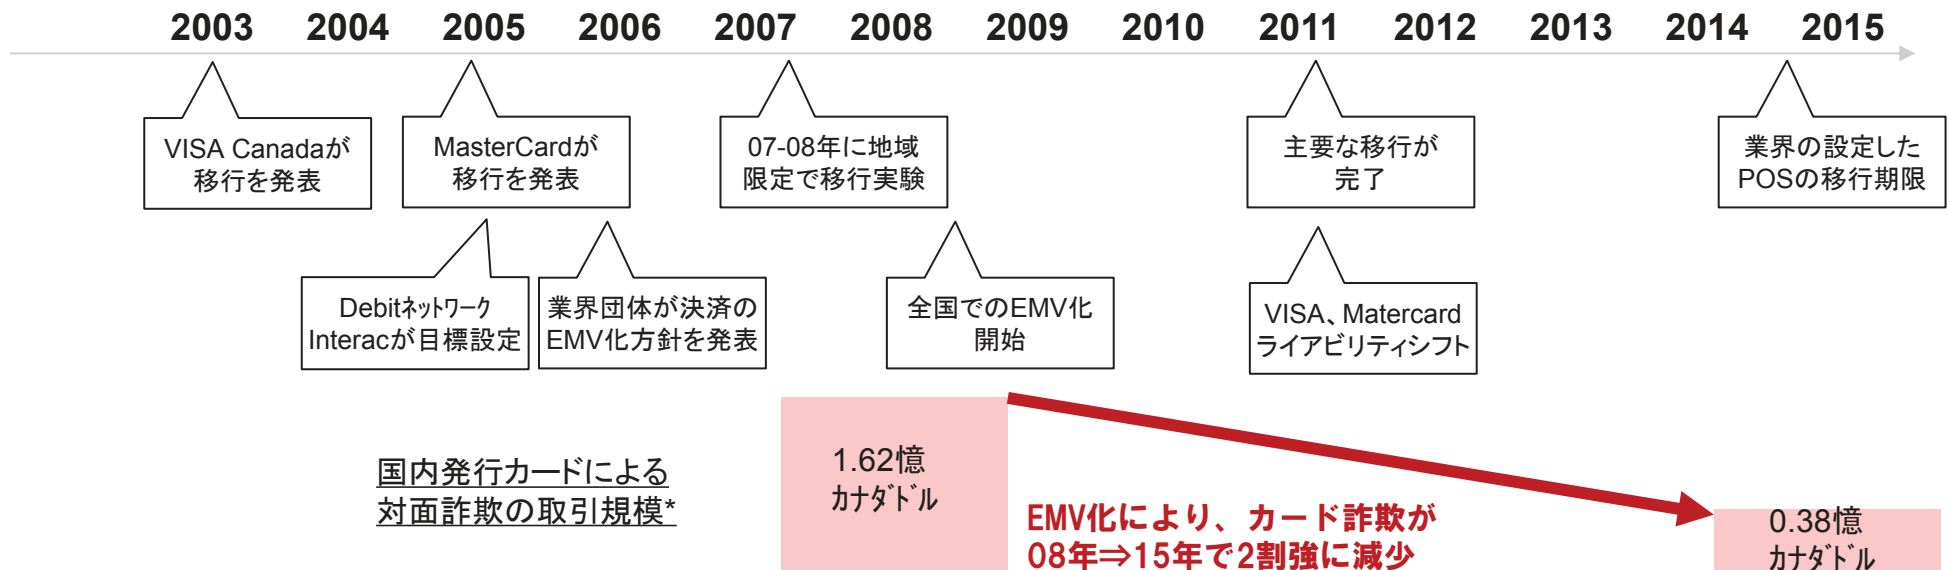 2003 2004 2005 2006 2007 2008 2009 2010 2011 2012 2013 2014 2015
VISA Canadaが
移行を発表
MasterCardが
移行を発表
07-08年に地域
限定で移行実験
主要な移行が
完了
業界の設定した
POSの移行期限
Debitﾈｯﾄﾜｰｸ
Interacが目標設定
業界団体が決済の
EMV化方針を発表
全国でのEMV化
開始
VISA、Matercard
ライアビリティシフト
国内発行カードによる
対面詐欺の取引規模*
1.62憶
ｶﾅﾀﾞﾄﾞﾙ
EMV化により、カード詐欺が
08年⇒15年で2割強に減少
0.38憶
ｶﾅﾀﾞﾄﾞﾙ